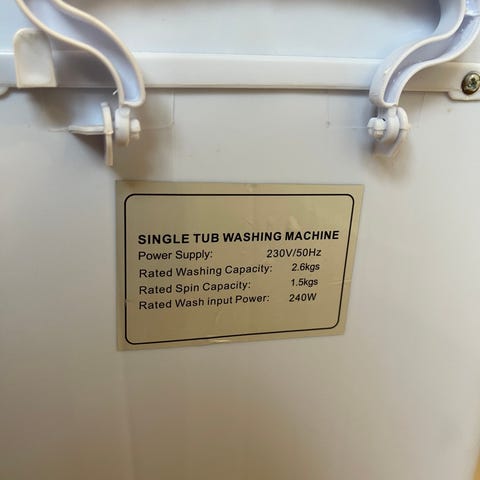 SINGLE TUB WASHING MACHINE
Power Supply: 230V/50Hz
Rated Washing Capacity: 2.6kgs
Rated Spin Capacity: 1.5kgs
Rated Wash input Power: 240W